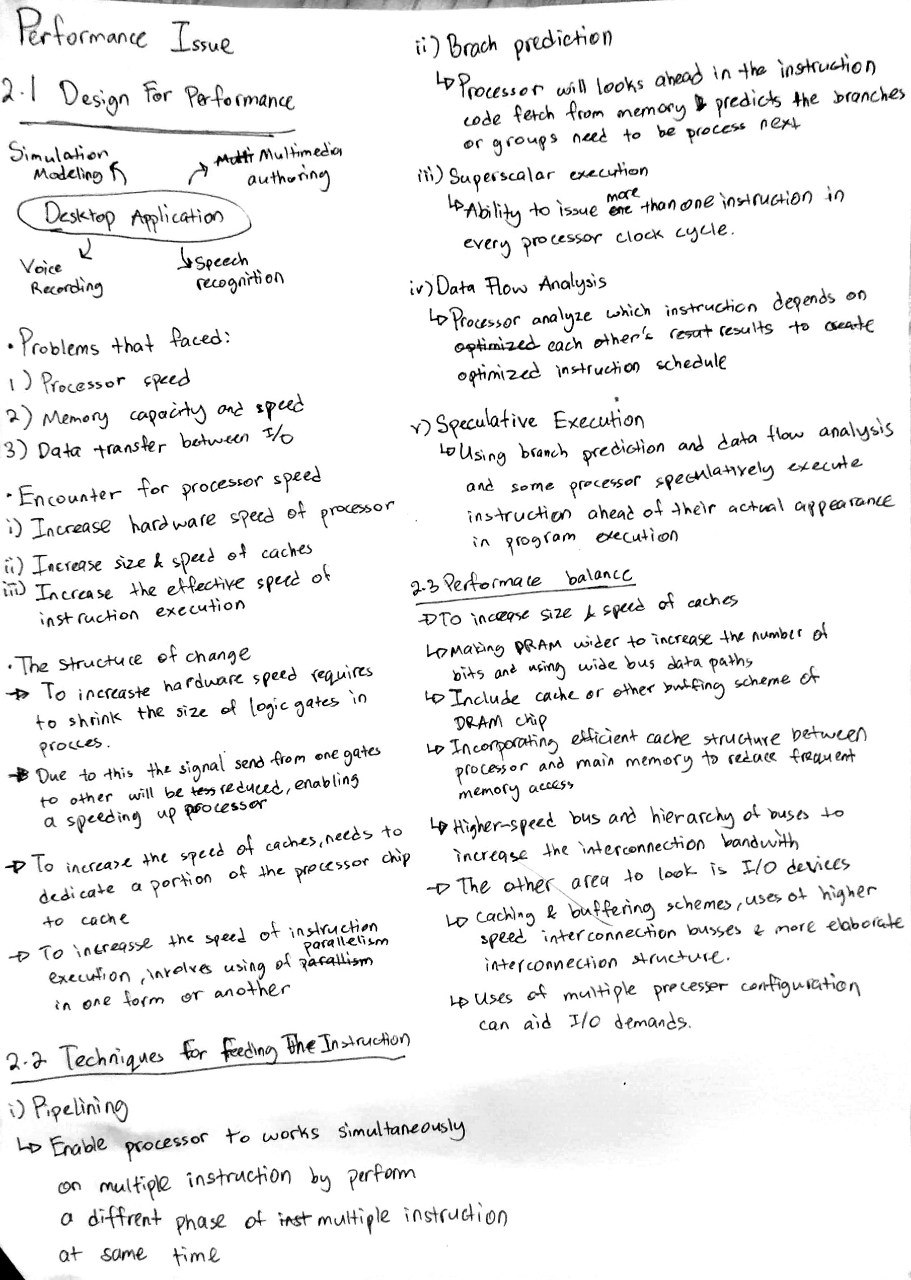 Performance Issue
2.1 Design For Performance
Simulation
Modeling
Multimedia
authoring
Desktop Application
Voice
Recording
Speech
recognition
• Problems that faced:
1) Processor speed
2) Memory capacity and speed
3) Data transfer between I/O
• Encounter for processor speed
i) Increase hardware speed of processor
ii) Increase size & speed of caches
iii) Increase the effective speed of
instruction execution
• The structure of change
→ To increaste hardware speed requires
to shrink the size of logic gates in
procces.
→ Due to this the signal send from one gates
to other will be reduced, enabling
a speeding up processor
→ To increase the speed of caches, needs to
dedicate a portion of the processor chip
to cache
→ To increasse the speed of instruction
execution, involves using of parallelism
in one form or another
2.2 Techniques for feeding The Instruction
i) Pipelining
↳ Enable processor to works simultaneously
on multiple instruction by perform
a diffrent phase of multiple instruction
at same time
ii) Brach prediction
↳ Processor will looks ahead in the instruction
code fetch from memory & predicts the branches
or groups need to be process next
iii) Superscalar execution
↳ Ability to issue more than one instruction in
every processor clock cycle.
iv) Data Flow Analysis
↳ Processor analyze which instruction depends on
each other's results to create
optimized instruction schedule
v) Speculative Execution
↳ Using branch prediction and data flow analysis
and some processor speculatively execute
instruction ahead of their actual appearance
in program execution
2.3 Performace balance
→ To increase size & speed of caches
↳ Making DRAM wider to increase the number of
bits and using wide bus data paths
↳ Include cache or other buffing scheme of
DRAM chip
↳ Incorporating efficient cache structure between
processor and main memory to reduce frequent
memory access
↳ Higher-speed bus and hierarchy of buses to
increase the interconnection bandwith
→ The other area to look is I/O devices
↳ Caching & buffering schemes, uses of higher
speed interconnection busses & more elaborate
interconnection structure.
↳ Uses of multiple processer configuration
can aid I/O demands.